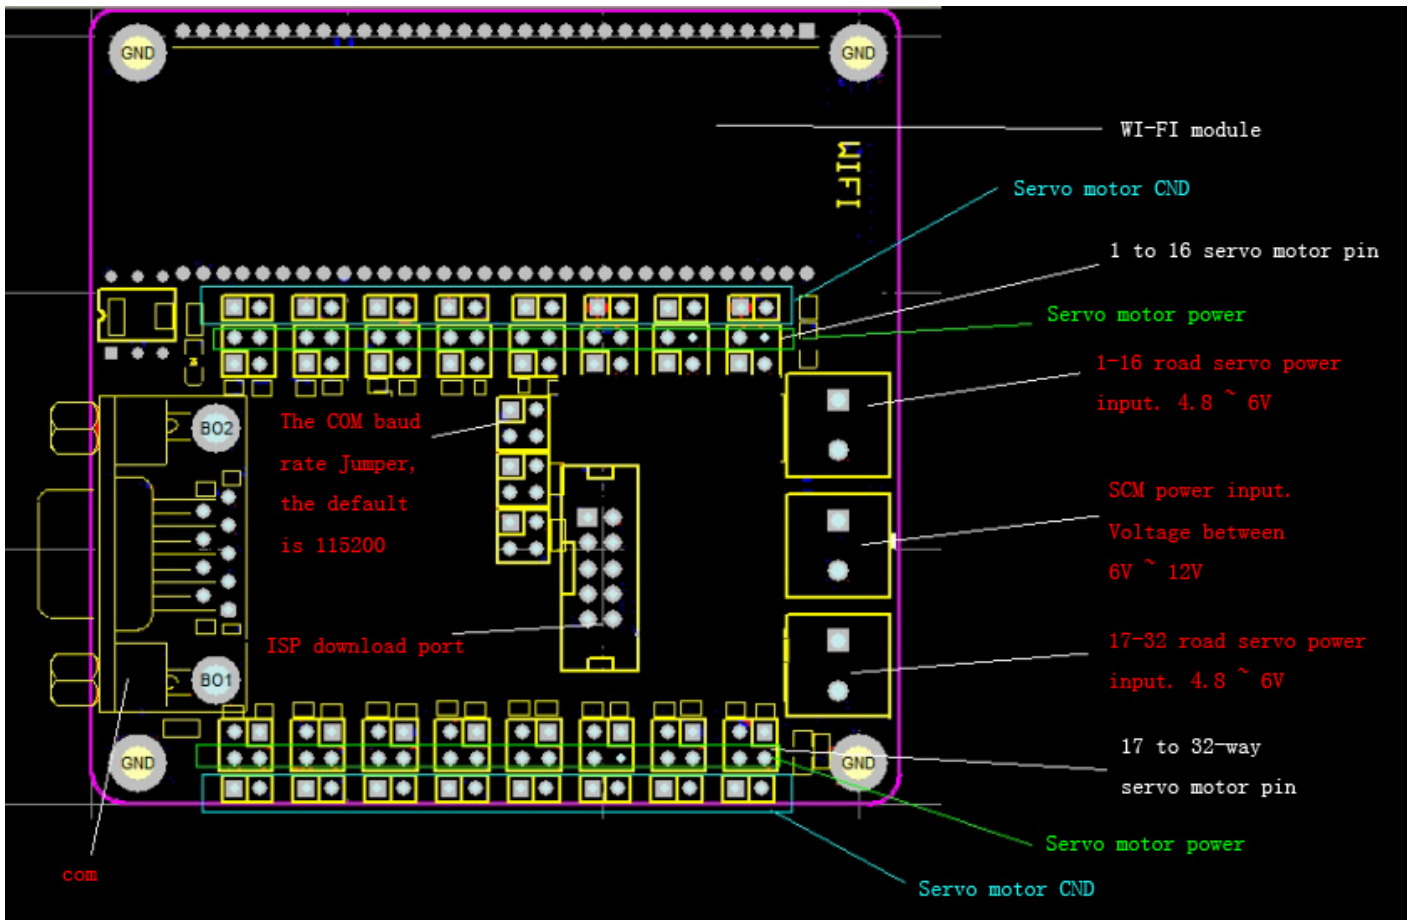 GND
GND
WI-FI module
WIFI
Servo motor CND
1 to 16 servo motor pin
Servo motor power
1-16 road servo power
input. 4.8 ~ 6V
BO2
The COM baud
rate Jumper,
the default
is 115200
SCM power input.
Voltage between
6V ~ 12V
ISP download port
17-32 road servo power
input. 4.8 ~ 6V
BO1
17 to 32-way
servo motor pin
GND
GND
Servo motor power
com
Servo motor CND